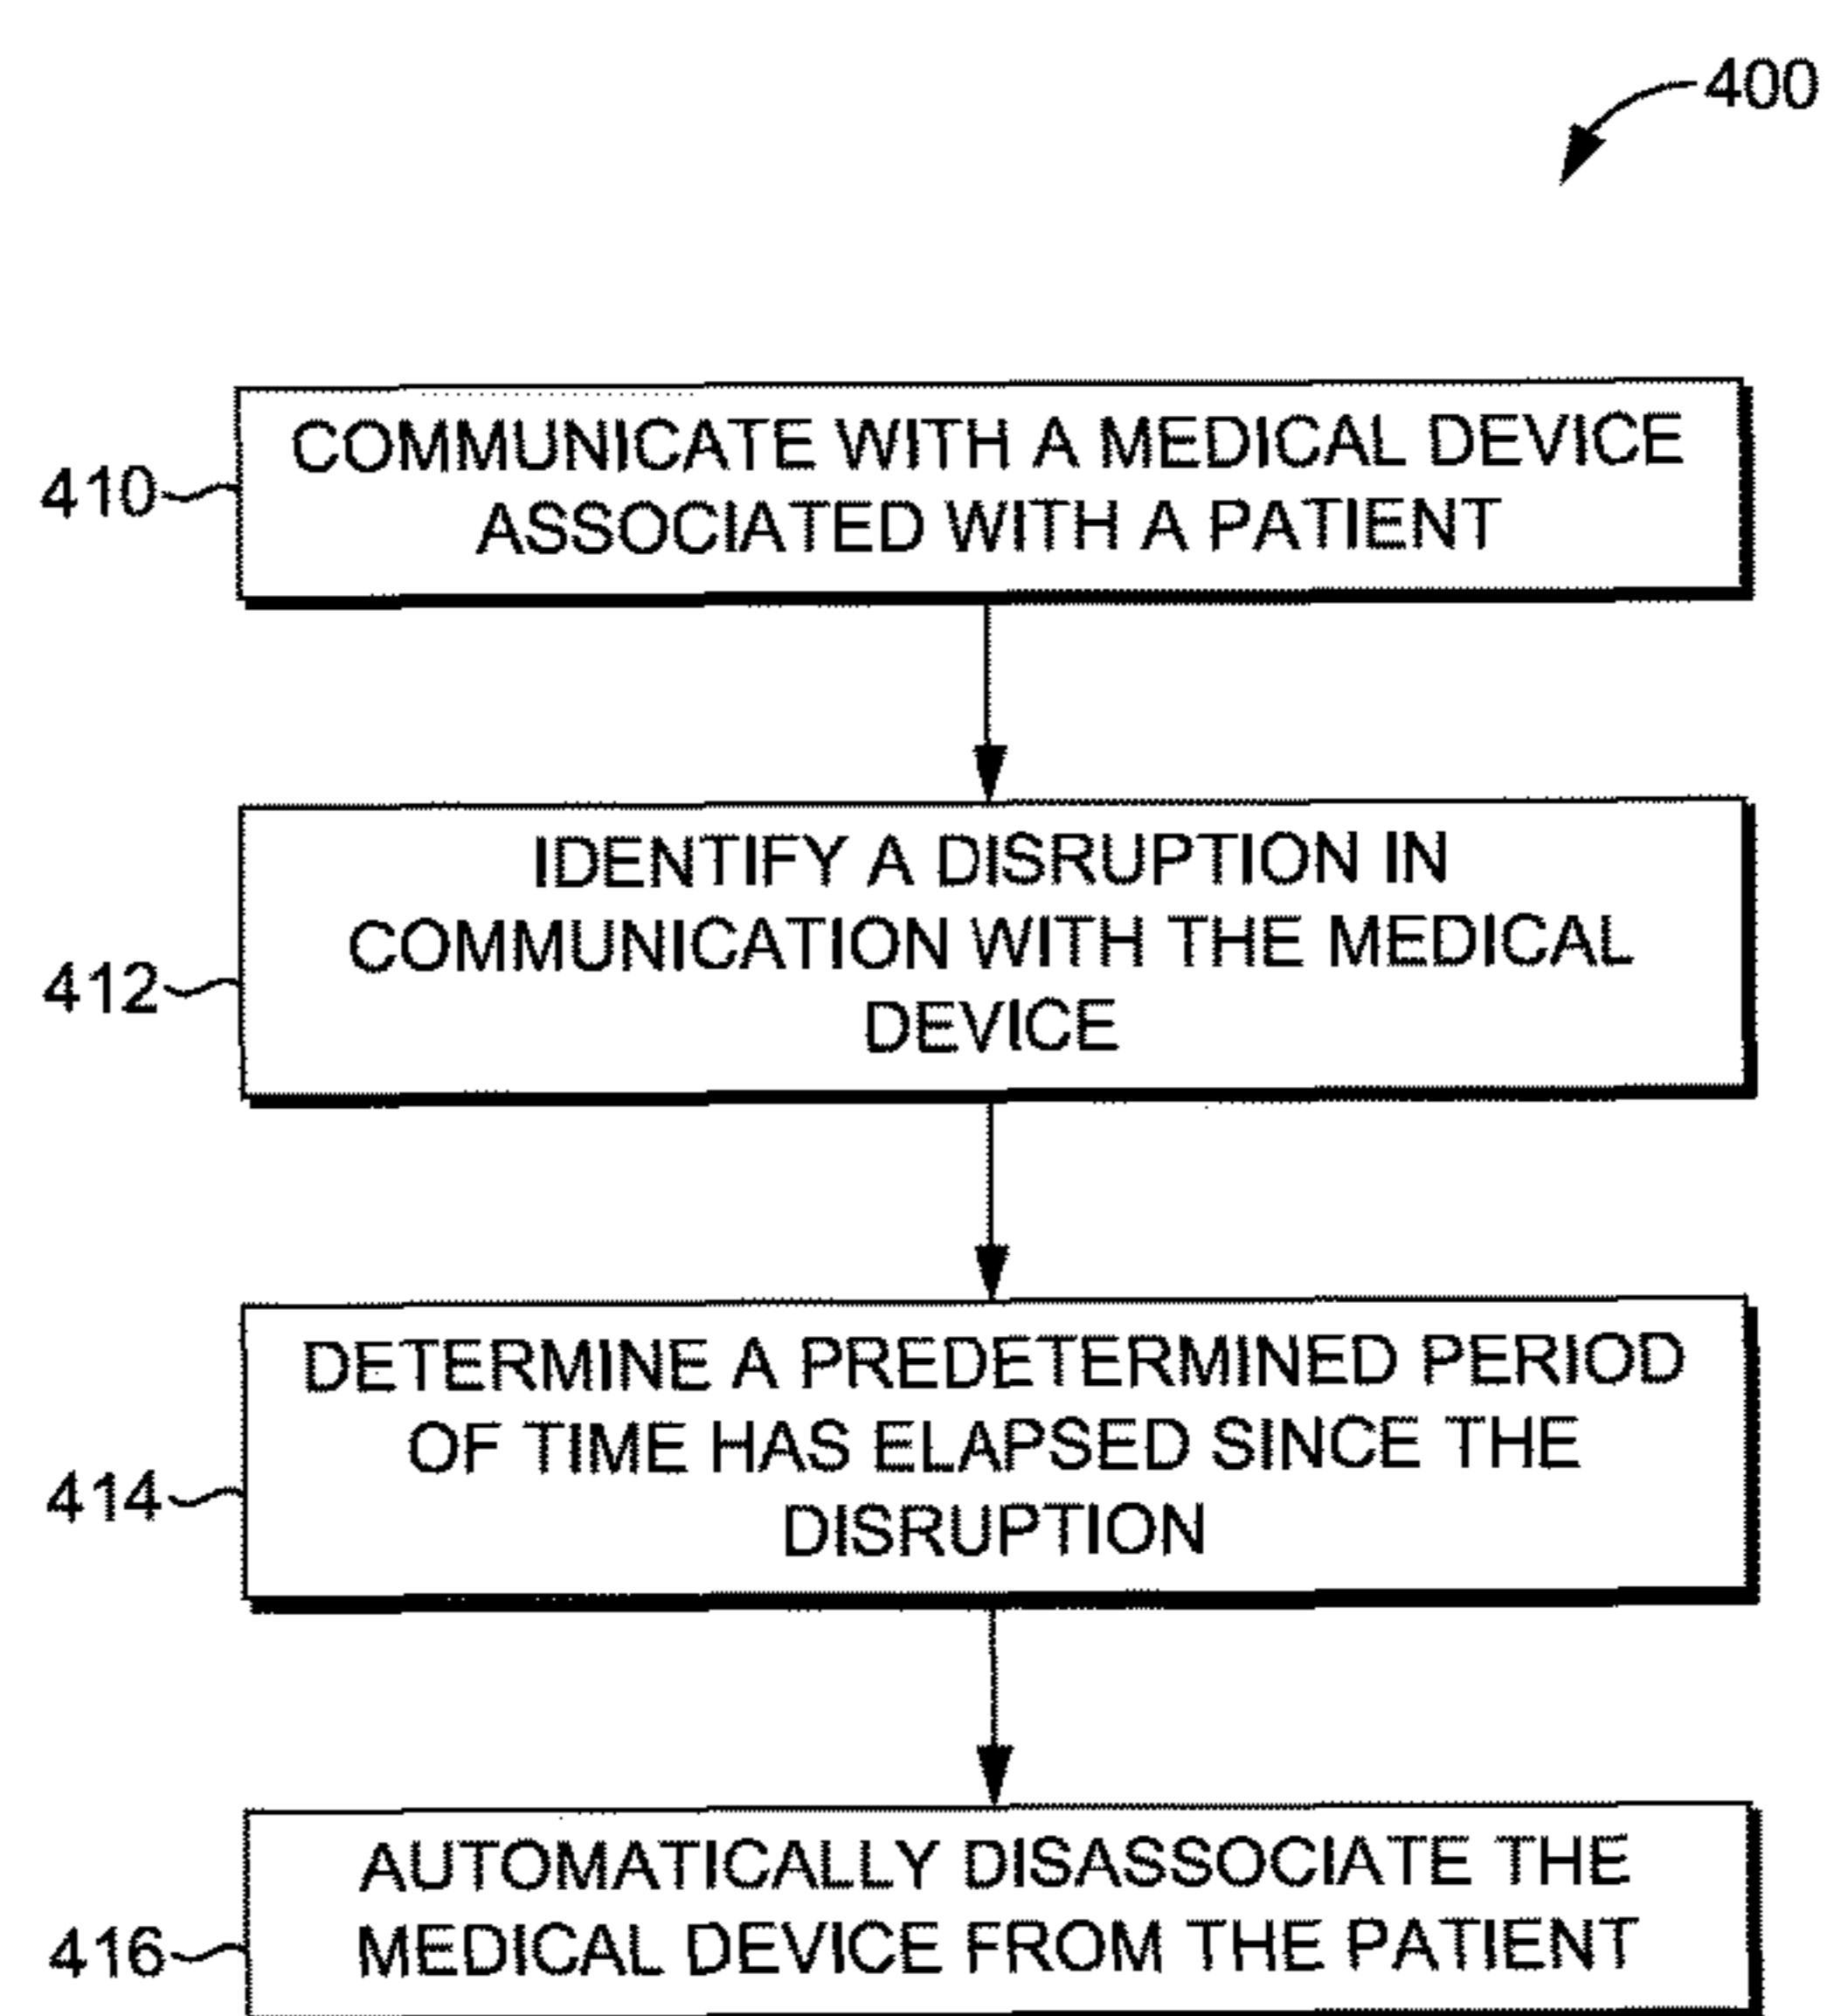 400
410
COMMUNICATE WITH A MEDICAL DEVICE
ASSOCIATED WITH A PATIENT
412
IDENTIFY A DISRUPTION IN
COMMUNICATION WITH THE MEDICAL
DEVICE
414
DETERMINE A PREDETERMINED PERIOD
OF TIME HAS ELAPSED SINCE THE
DISRUPTION
416
AUTOMATICALLY DISASSOCIATE THE
MEDICAL DEVICE FROM THE PATIENT